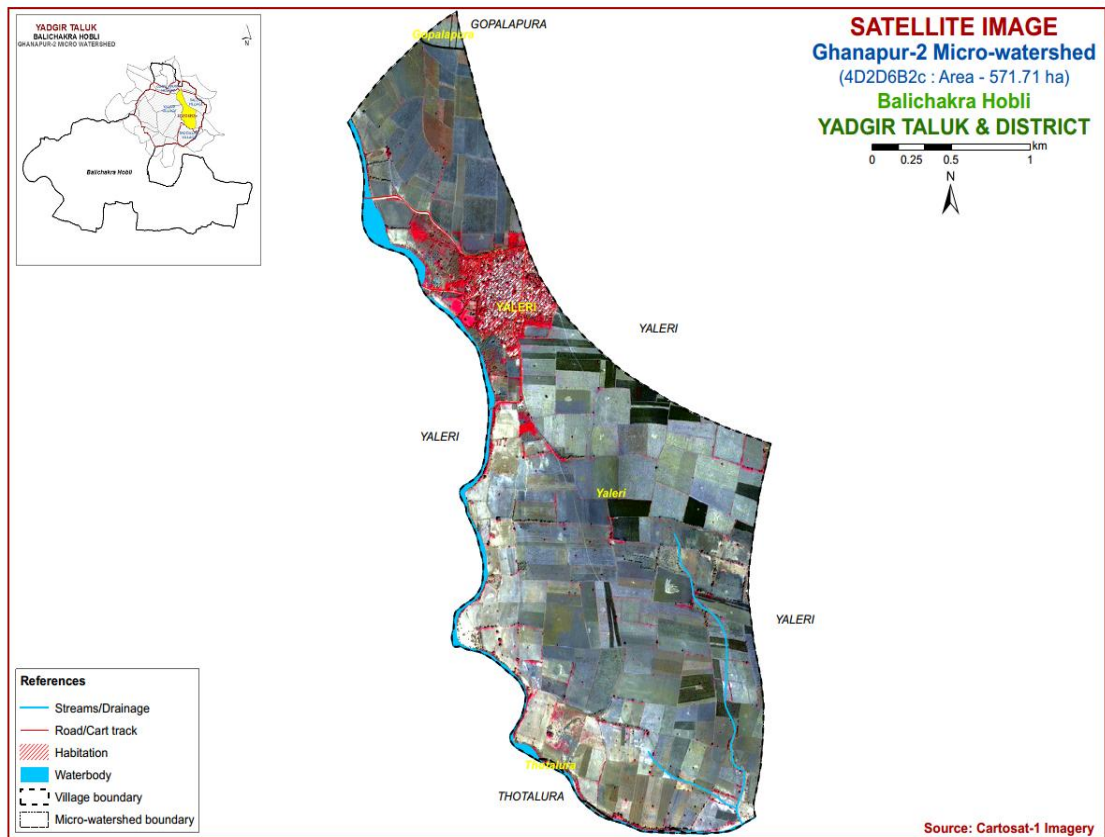 YADGIR TALUK
BALICHAKRA HOBLI
GHANAPUR-2 MICRO WATERSHED
N
Balichakra Hobli
SATELLITE IMAGE
Ghanapur-2 Micro-watershed
(4D2D6B2c : Area - 571.71 ha)
Balichakra Hobli
YADGIR TALUK & DISTRICT
km
0 0.25 0.5 1
N
GOPALAPURA
Gopalapura
YALERI
YALERI
YALERI
Yaleri
YALERI
Thotalura
THOTALURA
References
Streams/Drainage
Road/Cart track
Habitation
Waterbody
Village boundary
Micro-watershed boundary
Source: Cartosat-1 Imagery